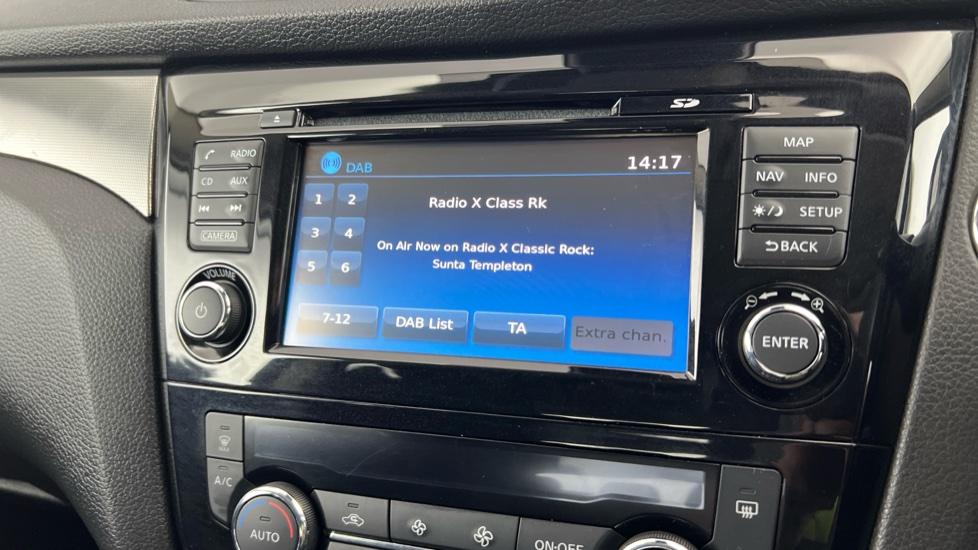 SD
RADIO
CD AUX
CAMERA
VOLUME
DAB 14:17
1 2
3 4
5 6
Radio X Class Rk
On Air Now on Radio X Classic Rock:
Sunta Templeton
7-12 DAB List TA Extra chan.
MAP
NAV INFO
SETUP
BACK
ENTER
A/C
AUTO
ON·OFF